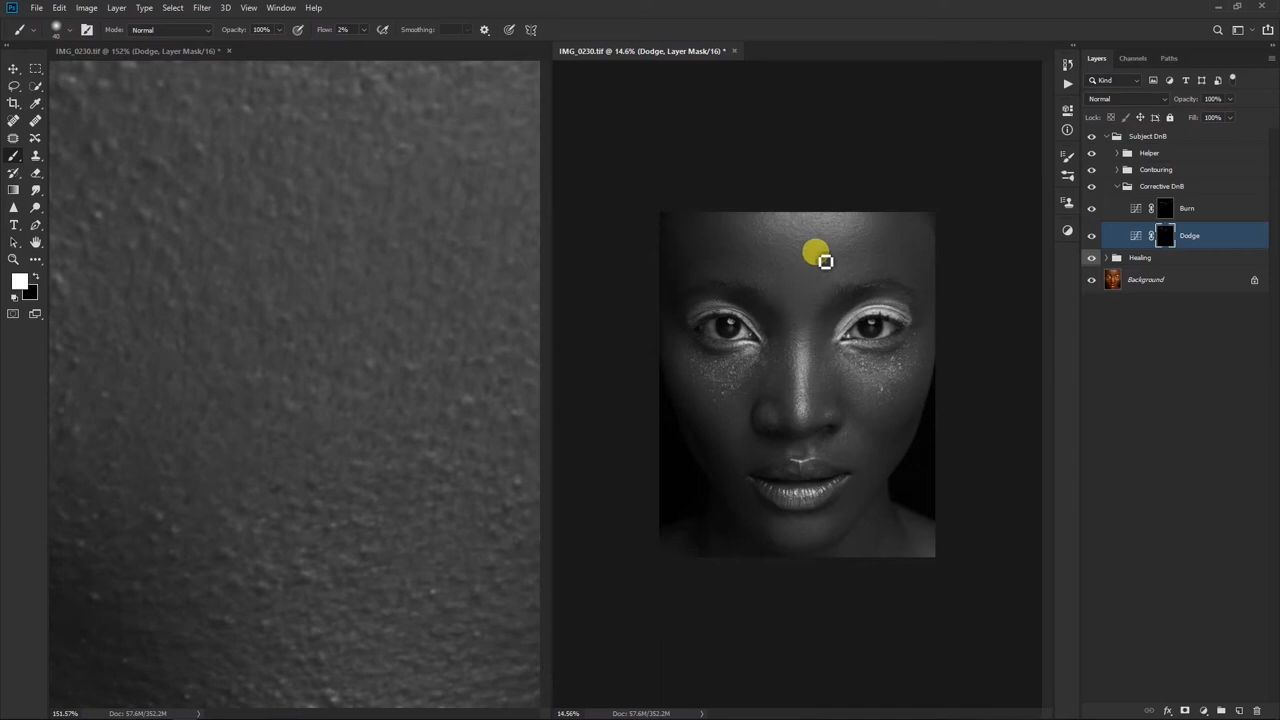 Ps File Edit Image Layer Type Select Filter 3D View Window Help
40 Mode: Normal Opacity: 100% Flow: 2% Smoothing:
IMG_0230.tif @ 152% (Dodge, Layer Mask/16) * ×
IMG_0230.tif @ 14.6% (Dodge, Layer Mask/16) * ×
Layers Channels Paths
Kind
Normal Opacity: 100%
Lock: Fill: 100%
Subject DnB
Helper
Contouring
Corrective DnB
Burn
Dodge
Healing
Background
151.57% Doc: 57.6M/352.2M
14.56% Doc: 57.6M/352.2M